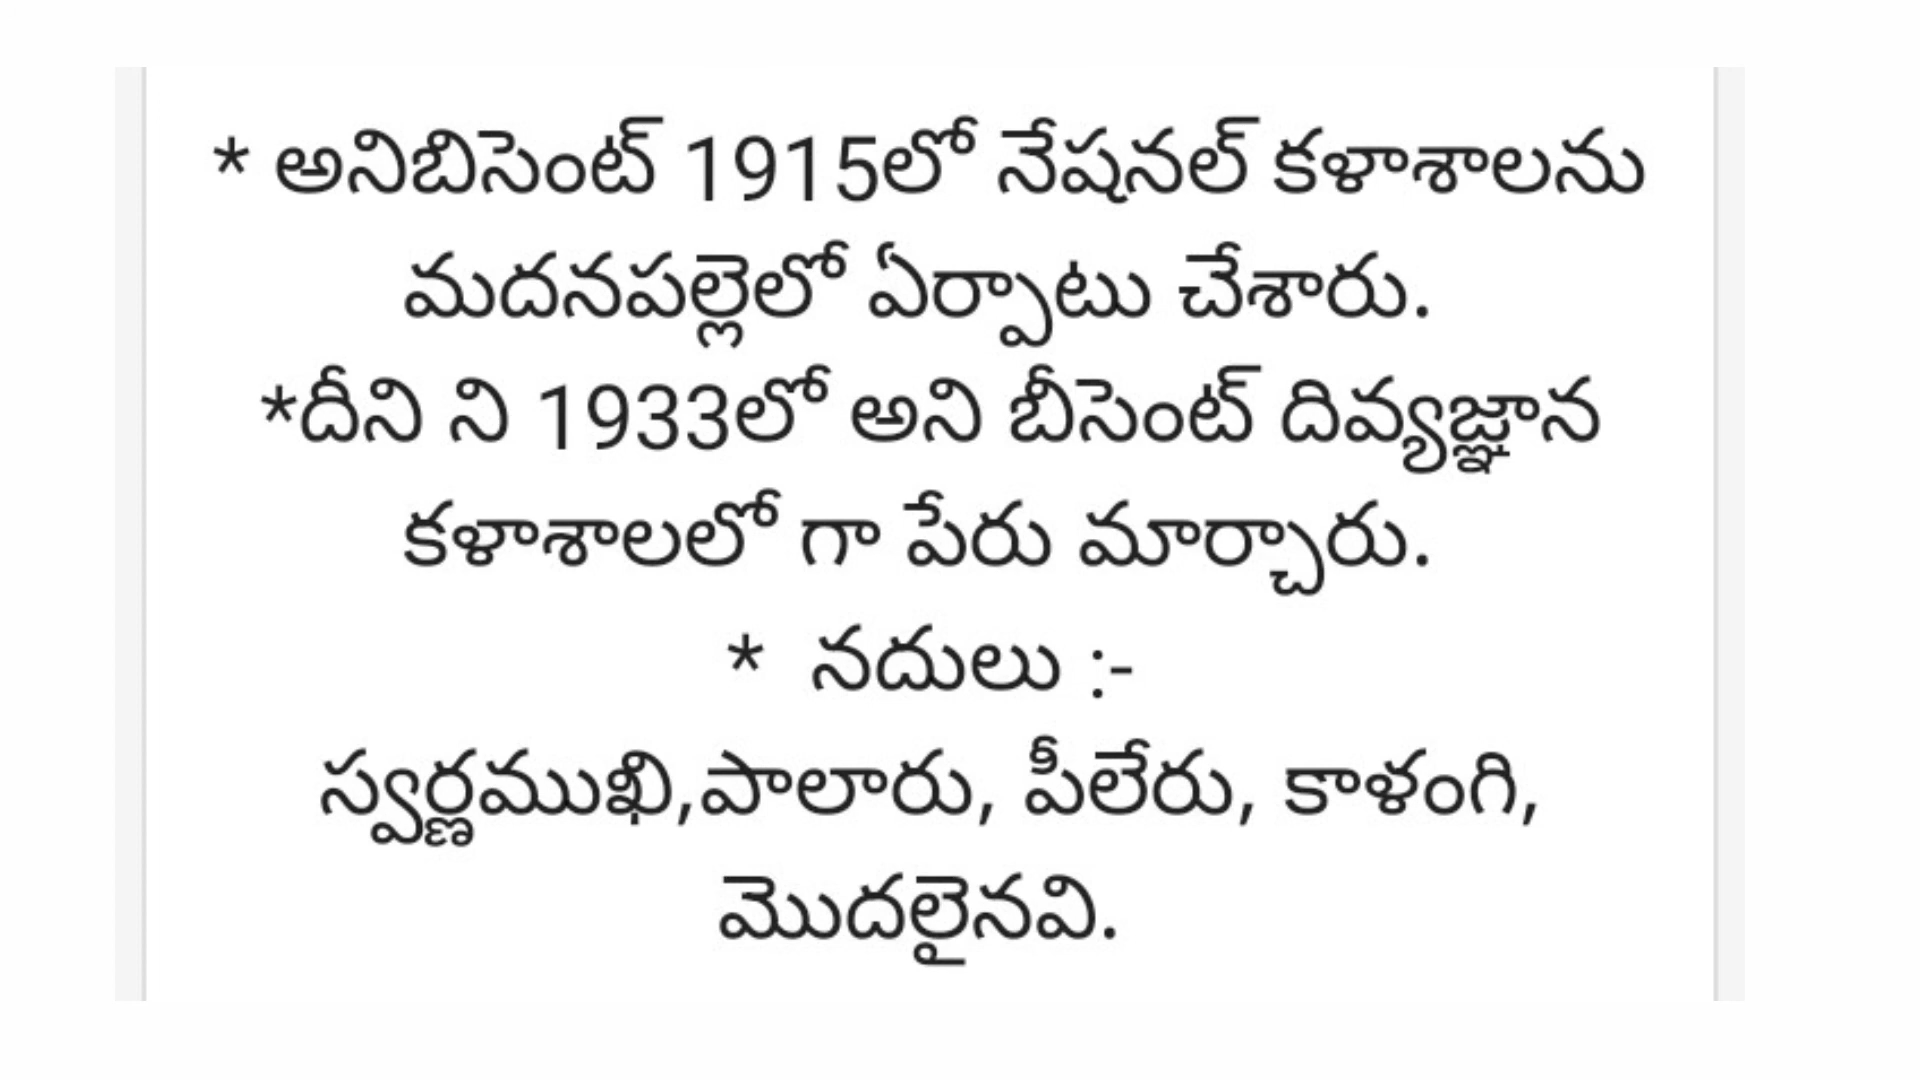 * అనిబిసెంట్ 1915లో నేషనల్ కళాశాలను
మదనపల్లెలో ఏర్పాటు చేశారు.
*దీని ని 1933లో అని బీసెంట్ దివ్యజ్ఞాన
కళాశాలలో గా పేరు మార్చారు.
* నదులు :-
స్వర్ణముఖి,పాలారు, పీలేరు, కాళంగి,
మొదలైనవి.